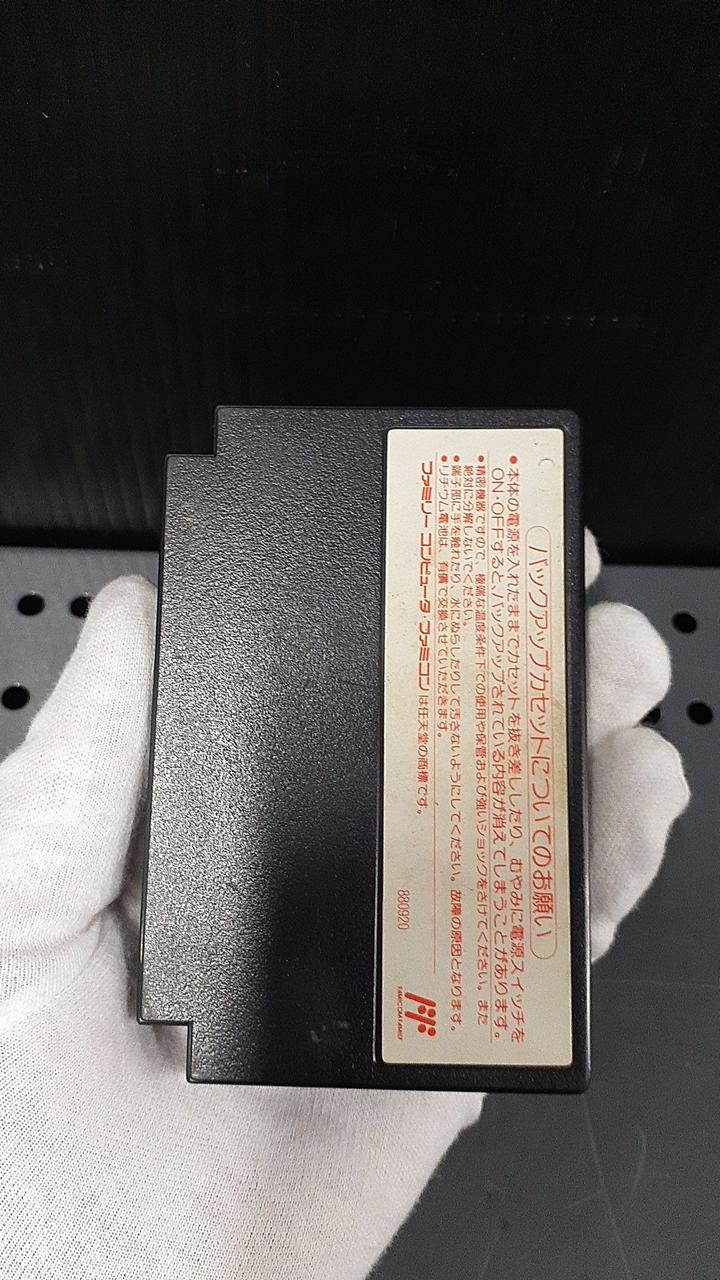 バックアップカセットについてのお願い
●本体の電源を入れたままでカセットを抜き差ししたり、むやみに電源スイッチを
ON・OFFすると、バックアップされている内容が消えてしまうことがあります。
●精密機器ですので、極端な温度条件下での使用や保管および強いショックをさけてください。また
絶対に分解しないでください。
●端子部に手を触れたり、水にぬらしたりして汚さないようにしてください。故障の原因となります。
●リチウム電池は、有償で交換させていただきます。
ファミリーコンピュータ・ファミコンは任天堂の商標です。
880920
FAMICOM FAMILY